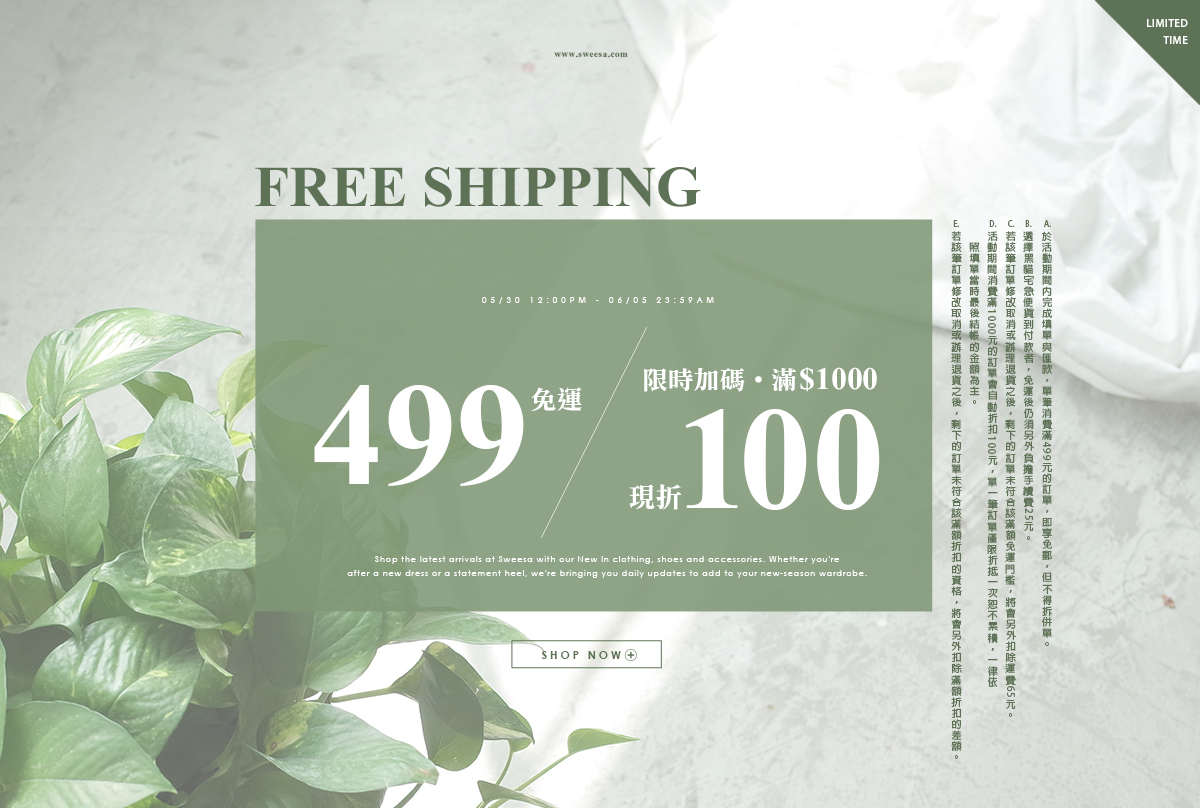 LIMITED
TIME
www.sweesa.com
FREE SHIPPING
05/30 12:00PM - 06/05 23:59AM
499 免運
限時加碼・滿$1000
現折100
Shop the latest arrivals at Sweesa with our New In clothing, shoes and accessories. Whether you're
after a new dress or a statement heel, we're bringing you daily updates to add to your new-season wardrobe.
SHOP NOW
A. 於活動期間內完成填單與匯款，單筆消費滿499元的訂單，即享免郵，但不得拆併單。
B. 選擇黑貓宅急便貨到付款者，免運後仍須另外負擔手續費25元。
C. 若該筆訂單修改取消或辦理退貨之後，剩下的訂單未符合該滿額免運門檻，將會另外扣除運費65元。
D. 活動期間消費滿1000元的訂單會自動折扣100元，單一筆訂單僅限折抵一次恕不累積，一律依
照填單當時最後結帳的金額為主。
E. 若該筆訂單修改取消或辦理退貨之後，剩下的訂單未符合該滿額折扣的資格，將會另外扣除滿額折扣的差額。